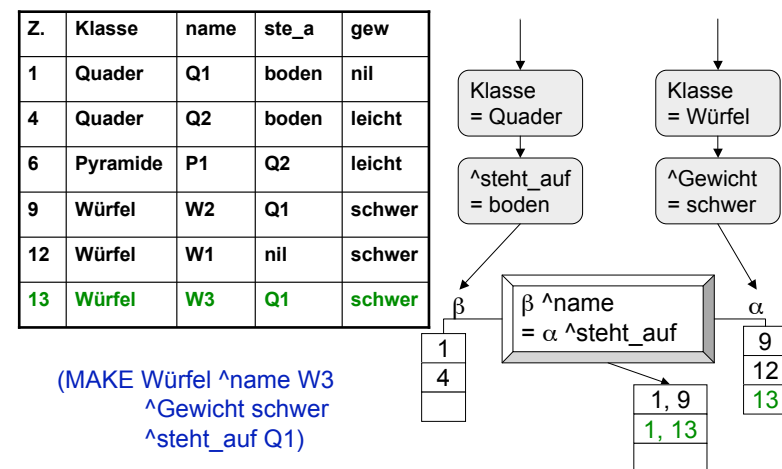 Z. Klasse name ste_a gew
1 Quader Q1 boden nil
4 Quader Q2 boden leicht
6 Pyramide P1 Q2 leicht
9 Würfel W2 Q1 schwer
12 Würfel W1 nil schwer
13 Würfel W3 Q1 schwer
(MAKE Würfel ^name W3
^Gewicht schwer
^steht_auf Q1)
Klasse
= Quader
^steht_auf
= boden
Klasse
= Würfel
^Gewicht
= schwer
β
1
4
β ^name
= α ^steht_auf
α
9
12
13
1, 9
1, 13